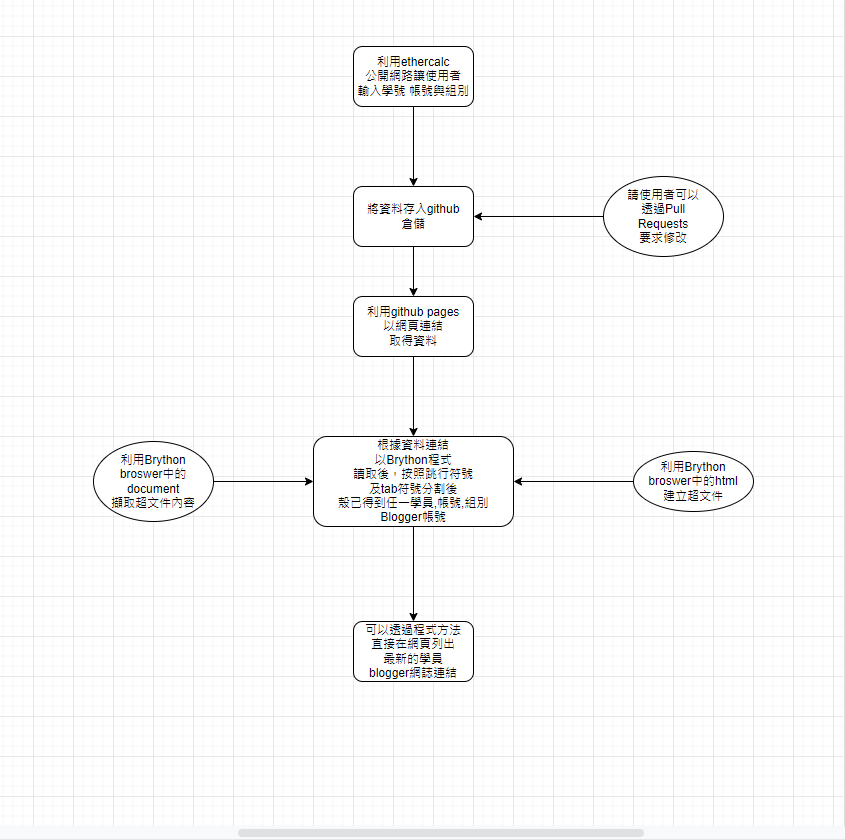 利用ethercalc
公開網路讓使用者
輸入學號 帳號與組別
將資料存入github
倉儲
請使用者可以
透過Pull
Requests
要求修改
利用github pages
以網頁連結
取得資料
根據資料連結
以Brython程式
讀取後，按照跳行符號
及tab符號分割後
殼已得到任一學員,帳號,組別
Blogger帳號
利用Brython
broswer中的
document
擷取超文件內容
利用Brython
broswer中的html
建立超文件
可以透過程式方法
直接在網頁列出
最新的學員
blogger網誌連結